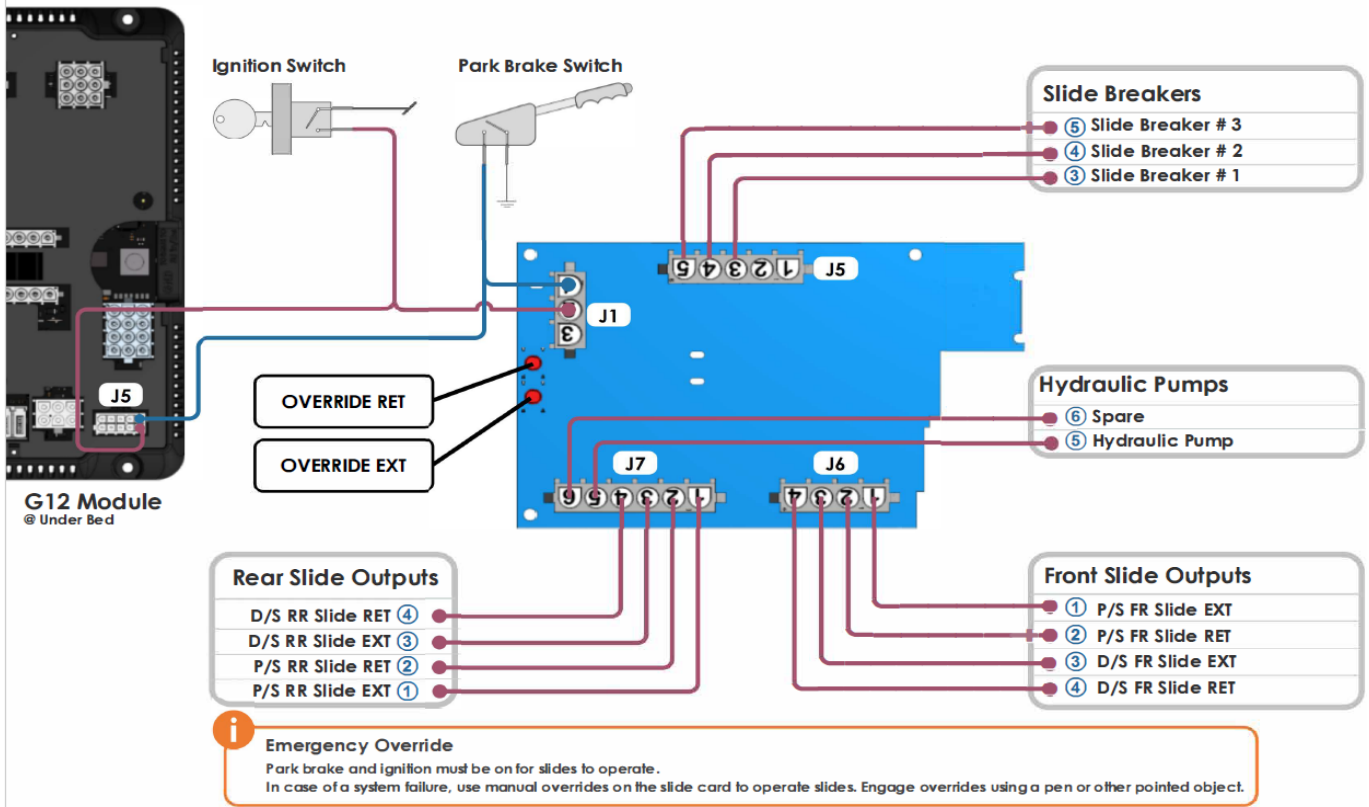 Ignition Switch
Park Brake Switch
Slide Breakers
⑤ Slide Breaker # 3
④ Slide Breaker # 2
③ Slide Breaker # 1
5 4 3 2 1
J5
J1
3
OVERRIDE RET
OVERRIDE EXT
J5
G12 Module
@ Under Bed
Hydraulic Pumps
⑥ Spare
⑤ Hydraulic Pump
J7
6 5 4 3 2 1
J6
4 3 2 1
Rear Slide Outputs
D/S RR Slide RET ④
D/S RR Slide EXT ③
P/S RR Slide RET ②
P/S RR Slide EXT ①
Front Slide Outputs
① P/S FR Slide EXT
② P/S FR Slide RET
③ D/S FR Slide EXT
④ D/S FR Slide RET
i
Emergency Override
Park brake and ignition must be on for slides to operate.
In case of a system failure, use manual overrides on the slide card to operate slides. Engage overrides using a pen or other pointed object.